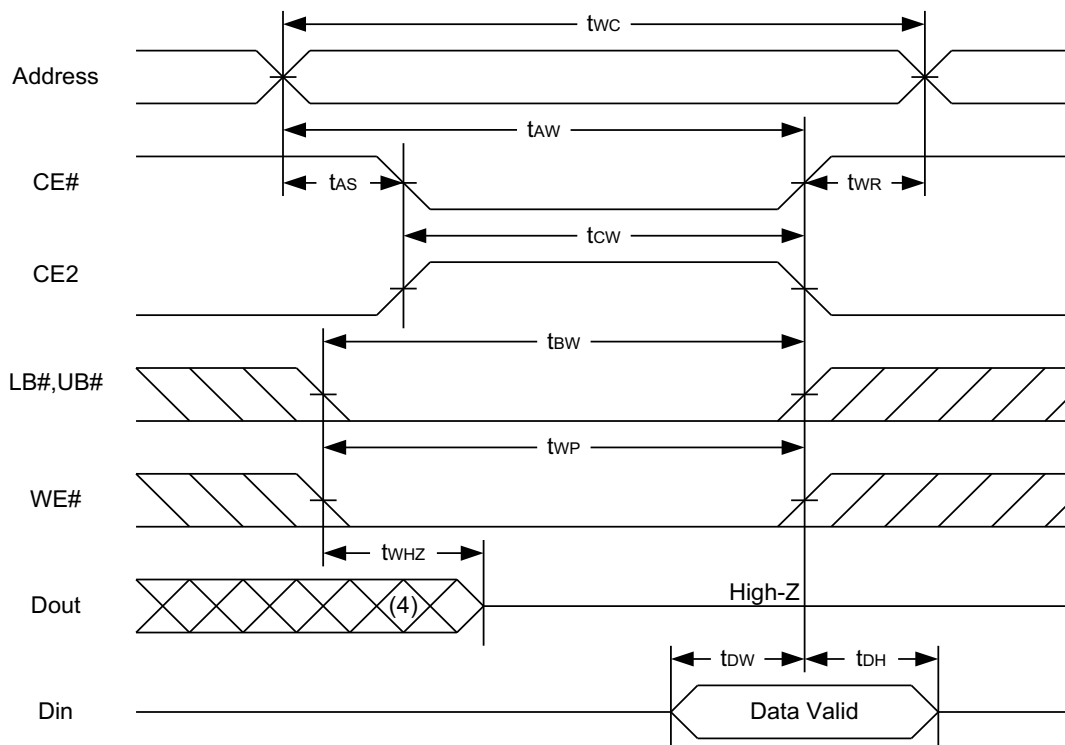 tWC
Address
tAW
CE#
tAS
tWR
tCW
CE2
tBW
LB#,UB#
tWP
WE#
tWHZ
Dout
(4)
High-Z
tDW
tDH
Din
Data Valid